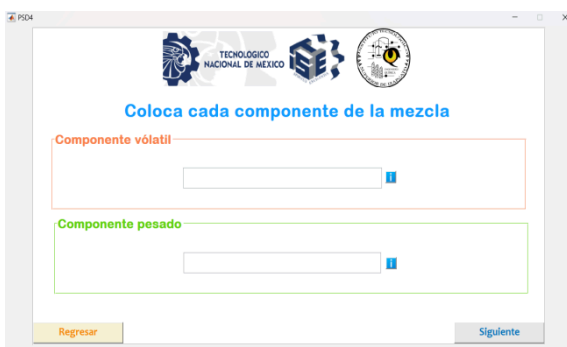 PSD4
TECNOLOGICO
NACIONAL DE MEXICO
Coloca cada componente de la mezcla
Componente vólatil
i
Componente pesado
i
Regresar
Siguiente